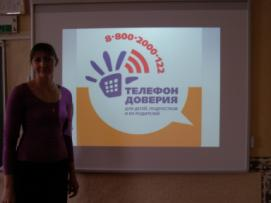 8-800-2000-122
ТЕЛЕФОН
ДОВЕРИЯ
ДЛЯ ДЕТЕЙ, ПОДРОСТКОВ
И ИХ РОДИТЕЛЕЙ